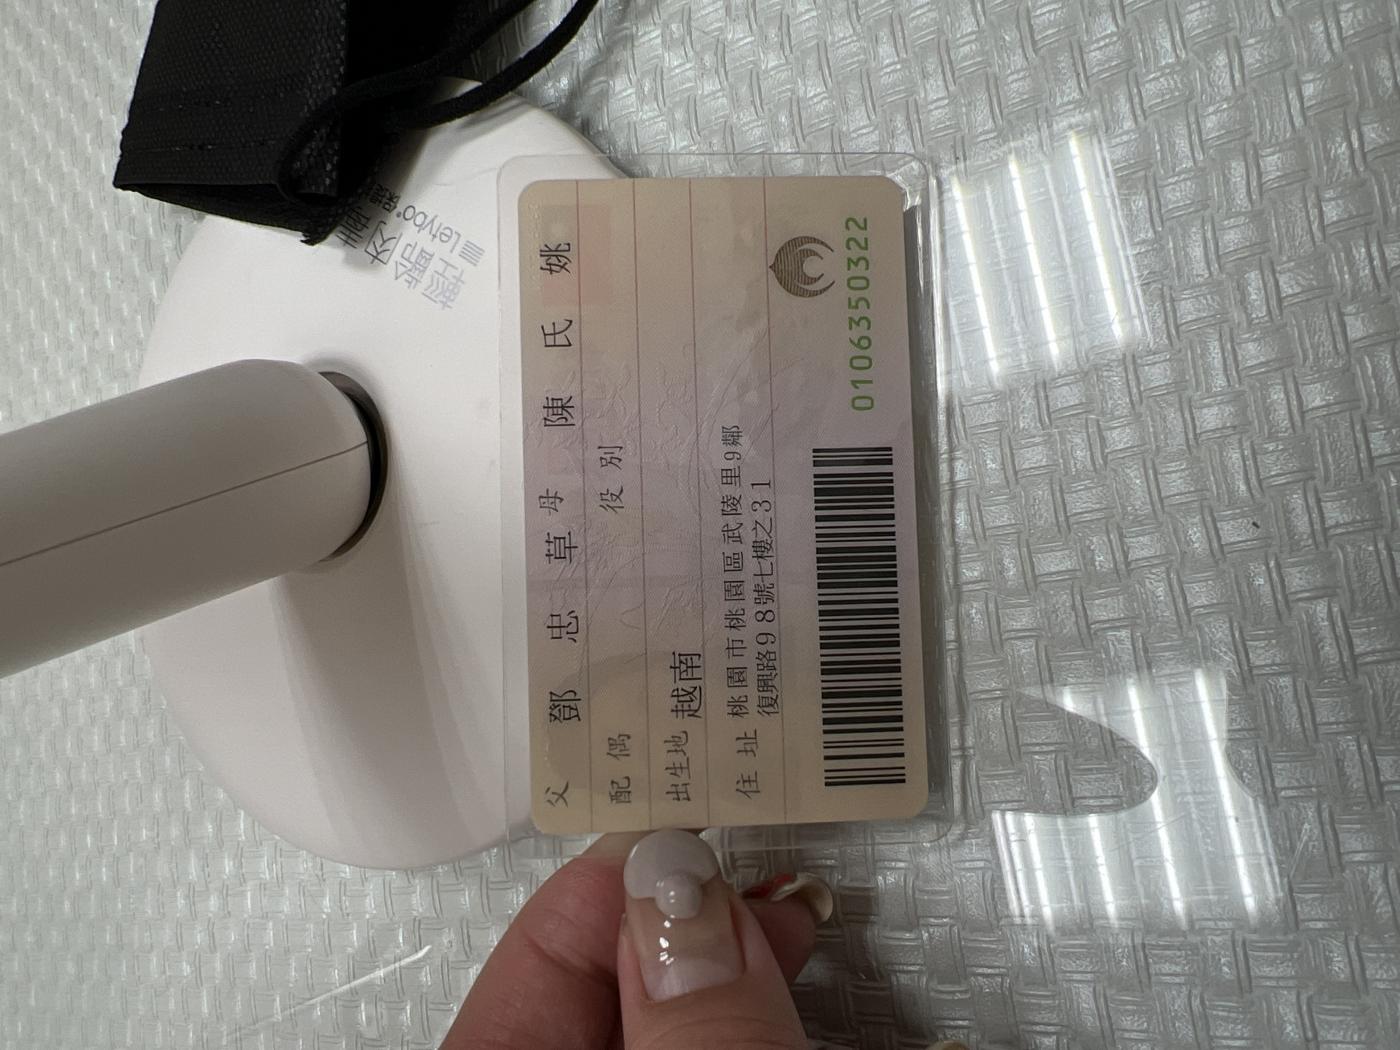 父 鄧忠草 母 陳氏姚
配偶 役別
出生地 越南
住址 桃園市桃園區武陵里9鄰
復興路98號七樓之31
0106350322
Letybo